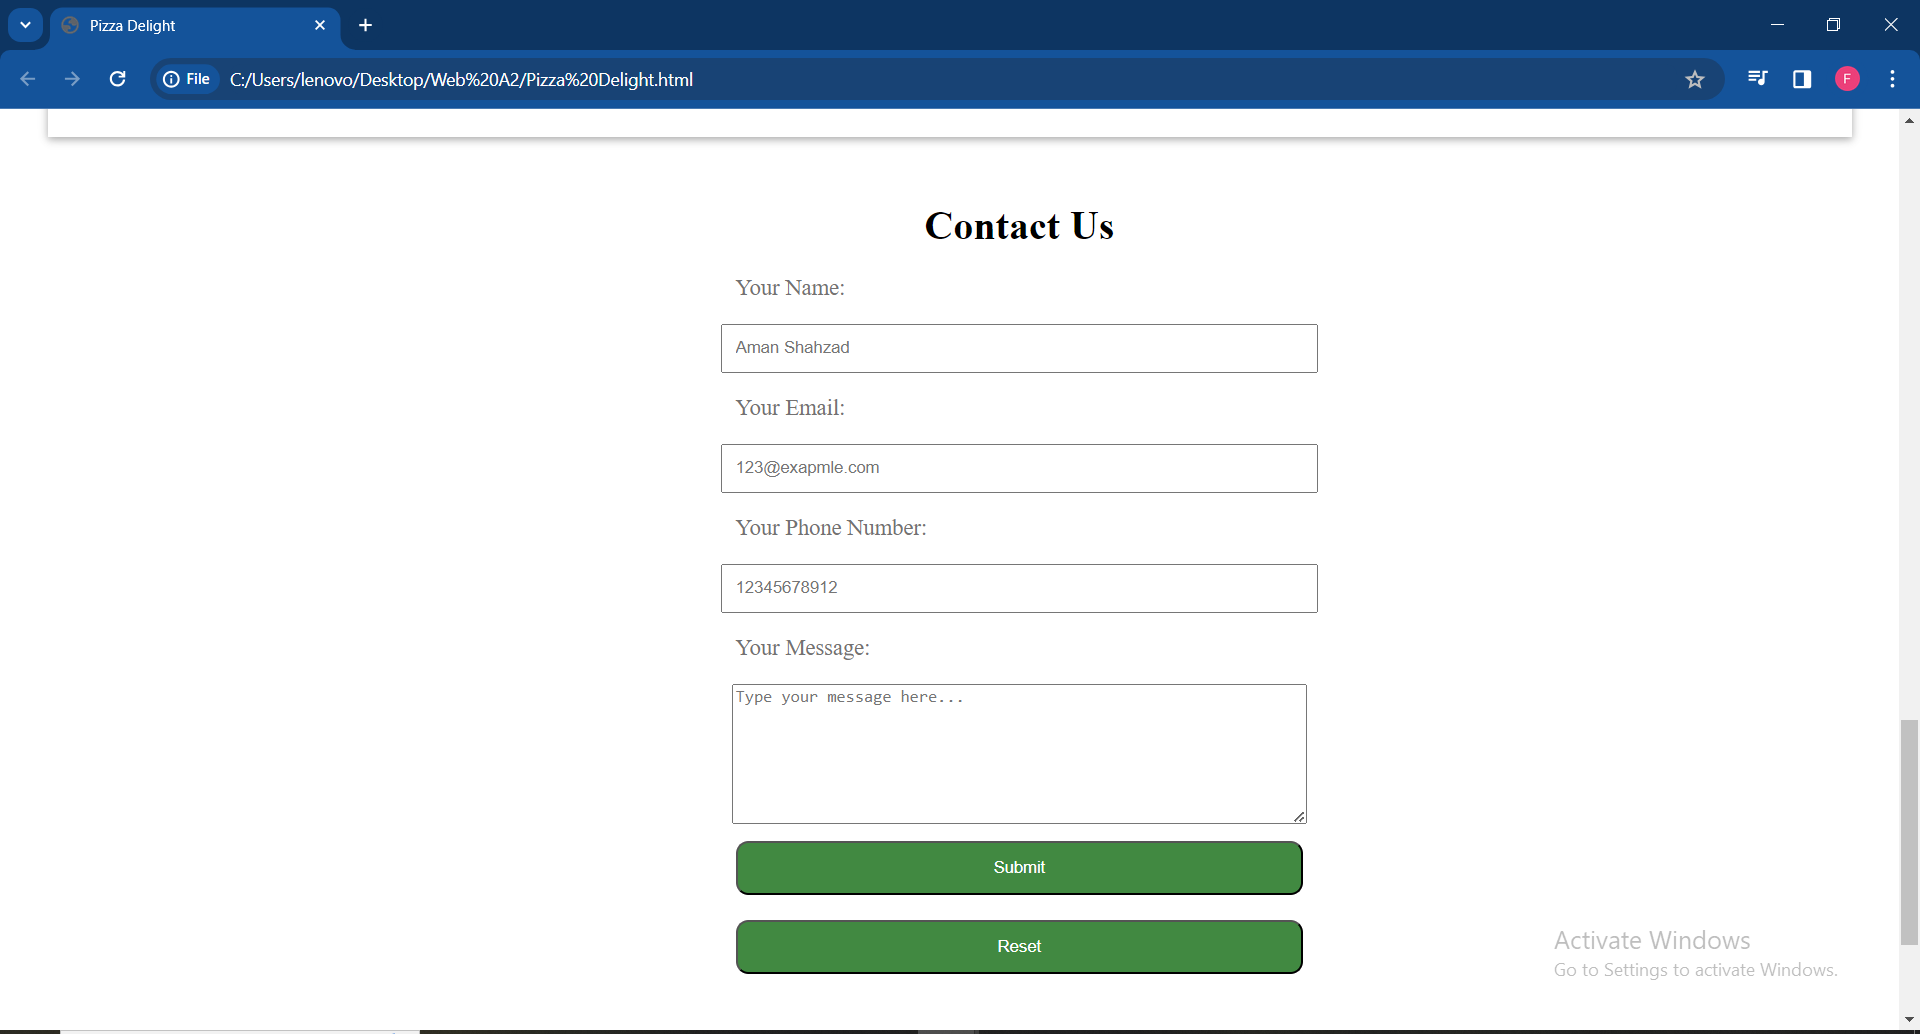 Pizza Delight
File C:/Users/lenovo/Desktop/Web%20A2/Pizza%20Delight.html
F
Contact Us
Your Name:
Aman Shahzad
Your Email:
123@exapmle.com
Your Phone Number:
12345678912
Your Message:
Type your message here...
Submit
Reset
Activate Windows
Go to Settings to activate Windows.